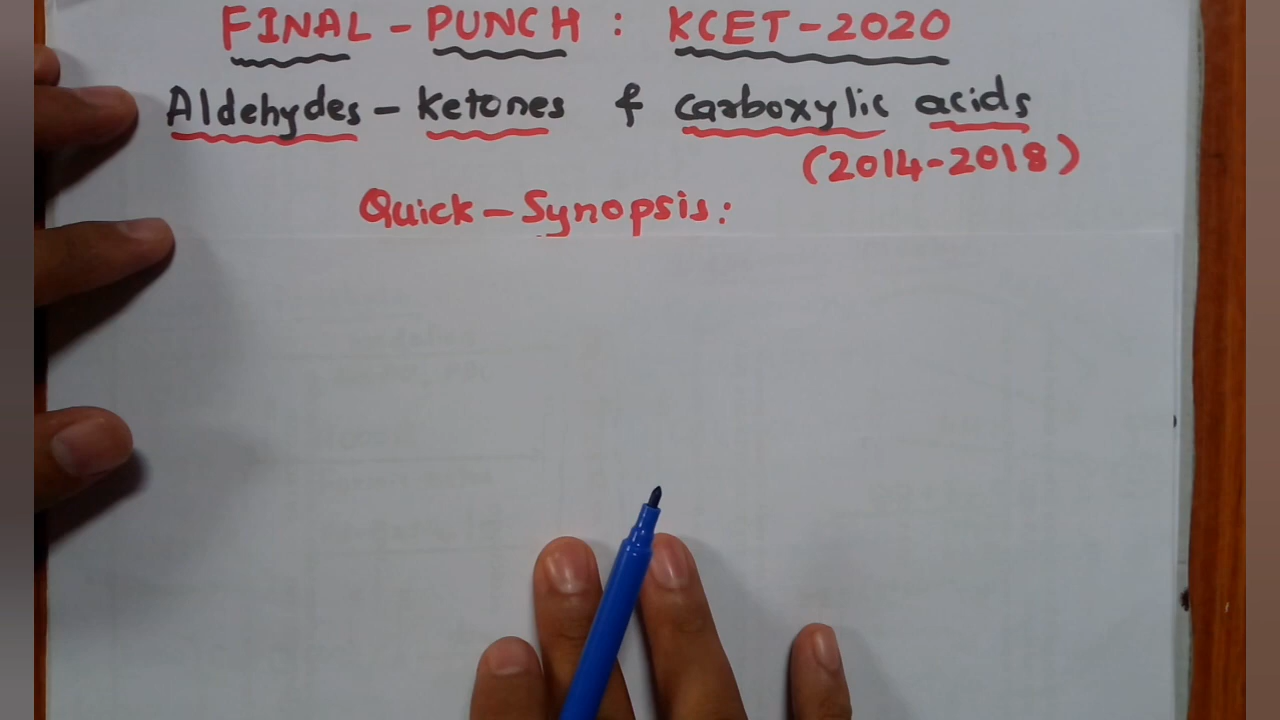 FINAL - PUNCH : KCET-2020
Aldehydes - Ketones & carboxylic acids
(2014-2018)
Quick-Synopsis: